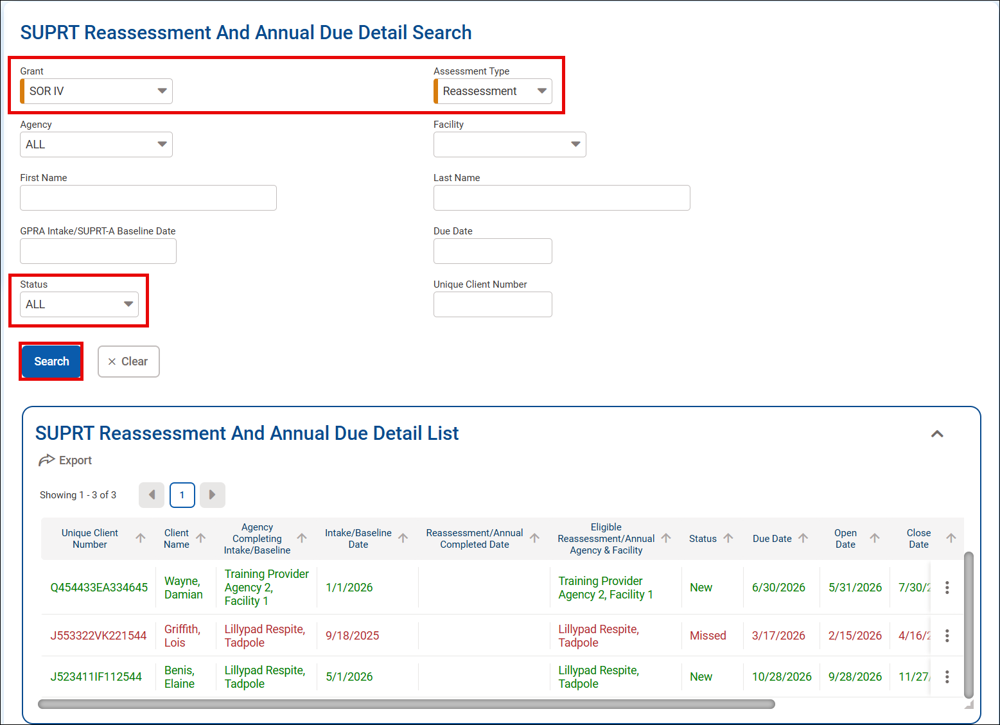 SUPRT Reassessment And Annual Due Detail Search
Grant
Assessment Type
SOR IV
Reassessment
Agency
Facility
ALL
First Name
Last Name
GPRA Intake/SUPRT-A Baseline Date
Due Date
Status
Unique Client Number
ALL
Search
Clear
SUPRT Reassessment And Annual Due Detail List
Export
Showing 1 - 3 of 3
1
Unique Client
Number
Client
Name
Agency
Completing
Intake/Baseline
Intake/Baseline
Date
Reassessment/Annual
Completed Date
Eligible
Reassessment/Annual
Agency & Facility
Status
Due Date
Open
Date
Close
Date
Q454433EA334645
Wayne,
Damian
Training Provider
Agency 2,
Facility 1
1/1/2026
Training Provider
Agency 2, Facility 1
New
6/30/2026
5/31/2026
7/30/2
J553322VK221544
Griffith,
Lois
Lillypad Respite,
Tadpole
9/18/2025
Lillypad Respite,
Tadpole
Missed
3/17/2026
2/15/2026
4/16/2
J523411IF112544
Benis,
Elaine
Lillypad Respite,
Tadpole
5/1/2026
Lillypad Respite,
Tadpole
New
10/28/2026
9/28/2026
11/27/